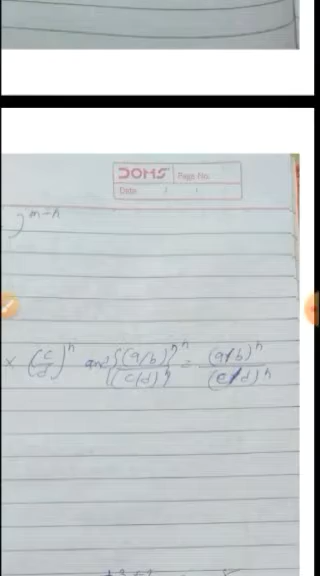 DOMS Page No.
Date / /
)^{m-n}
× (c/d)^n and {(a/b)/(c/d)}^n = (a/b)^n/(c/d)^n